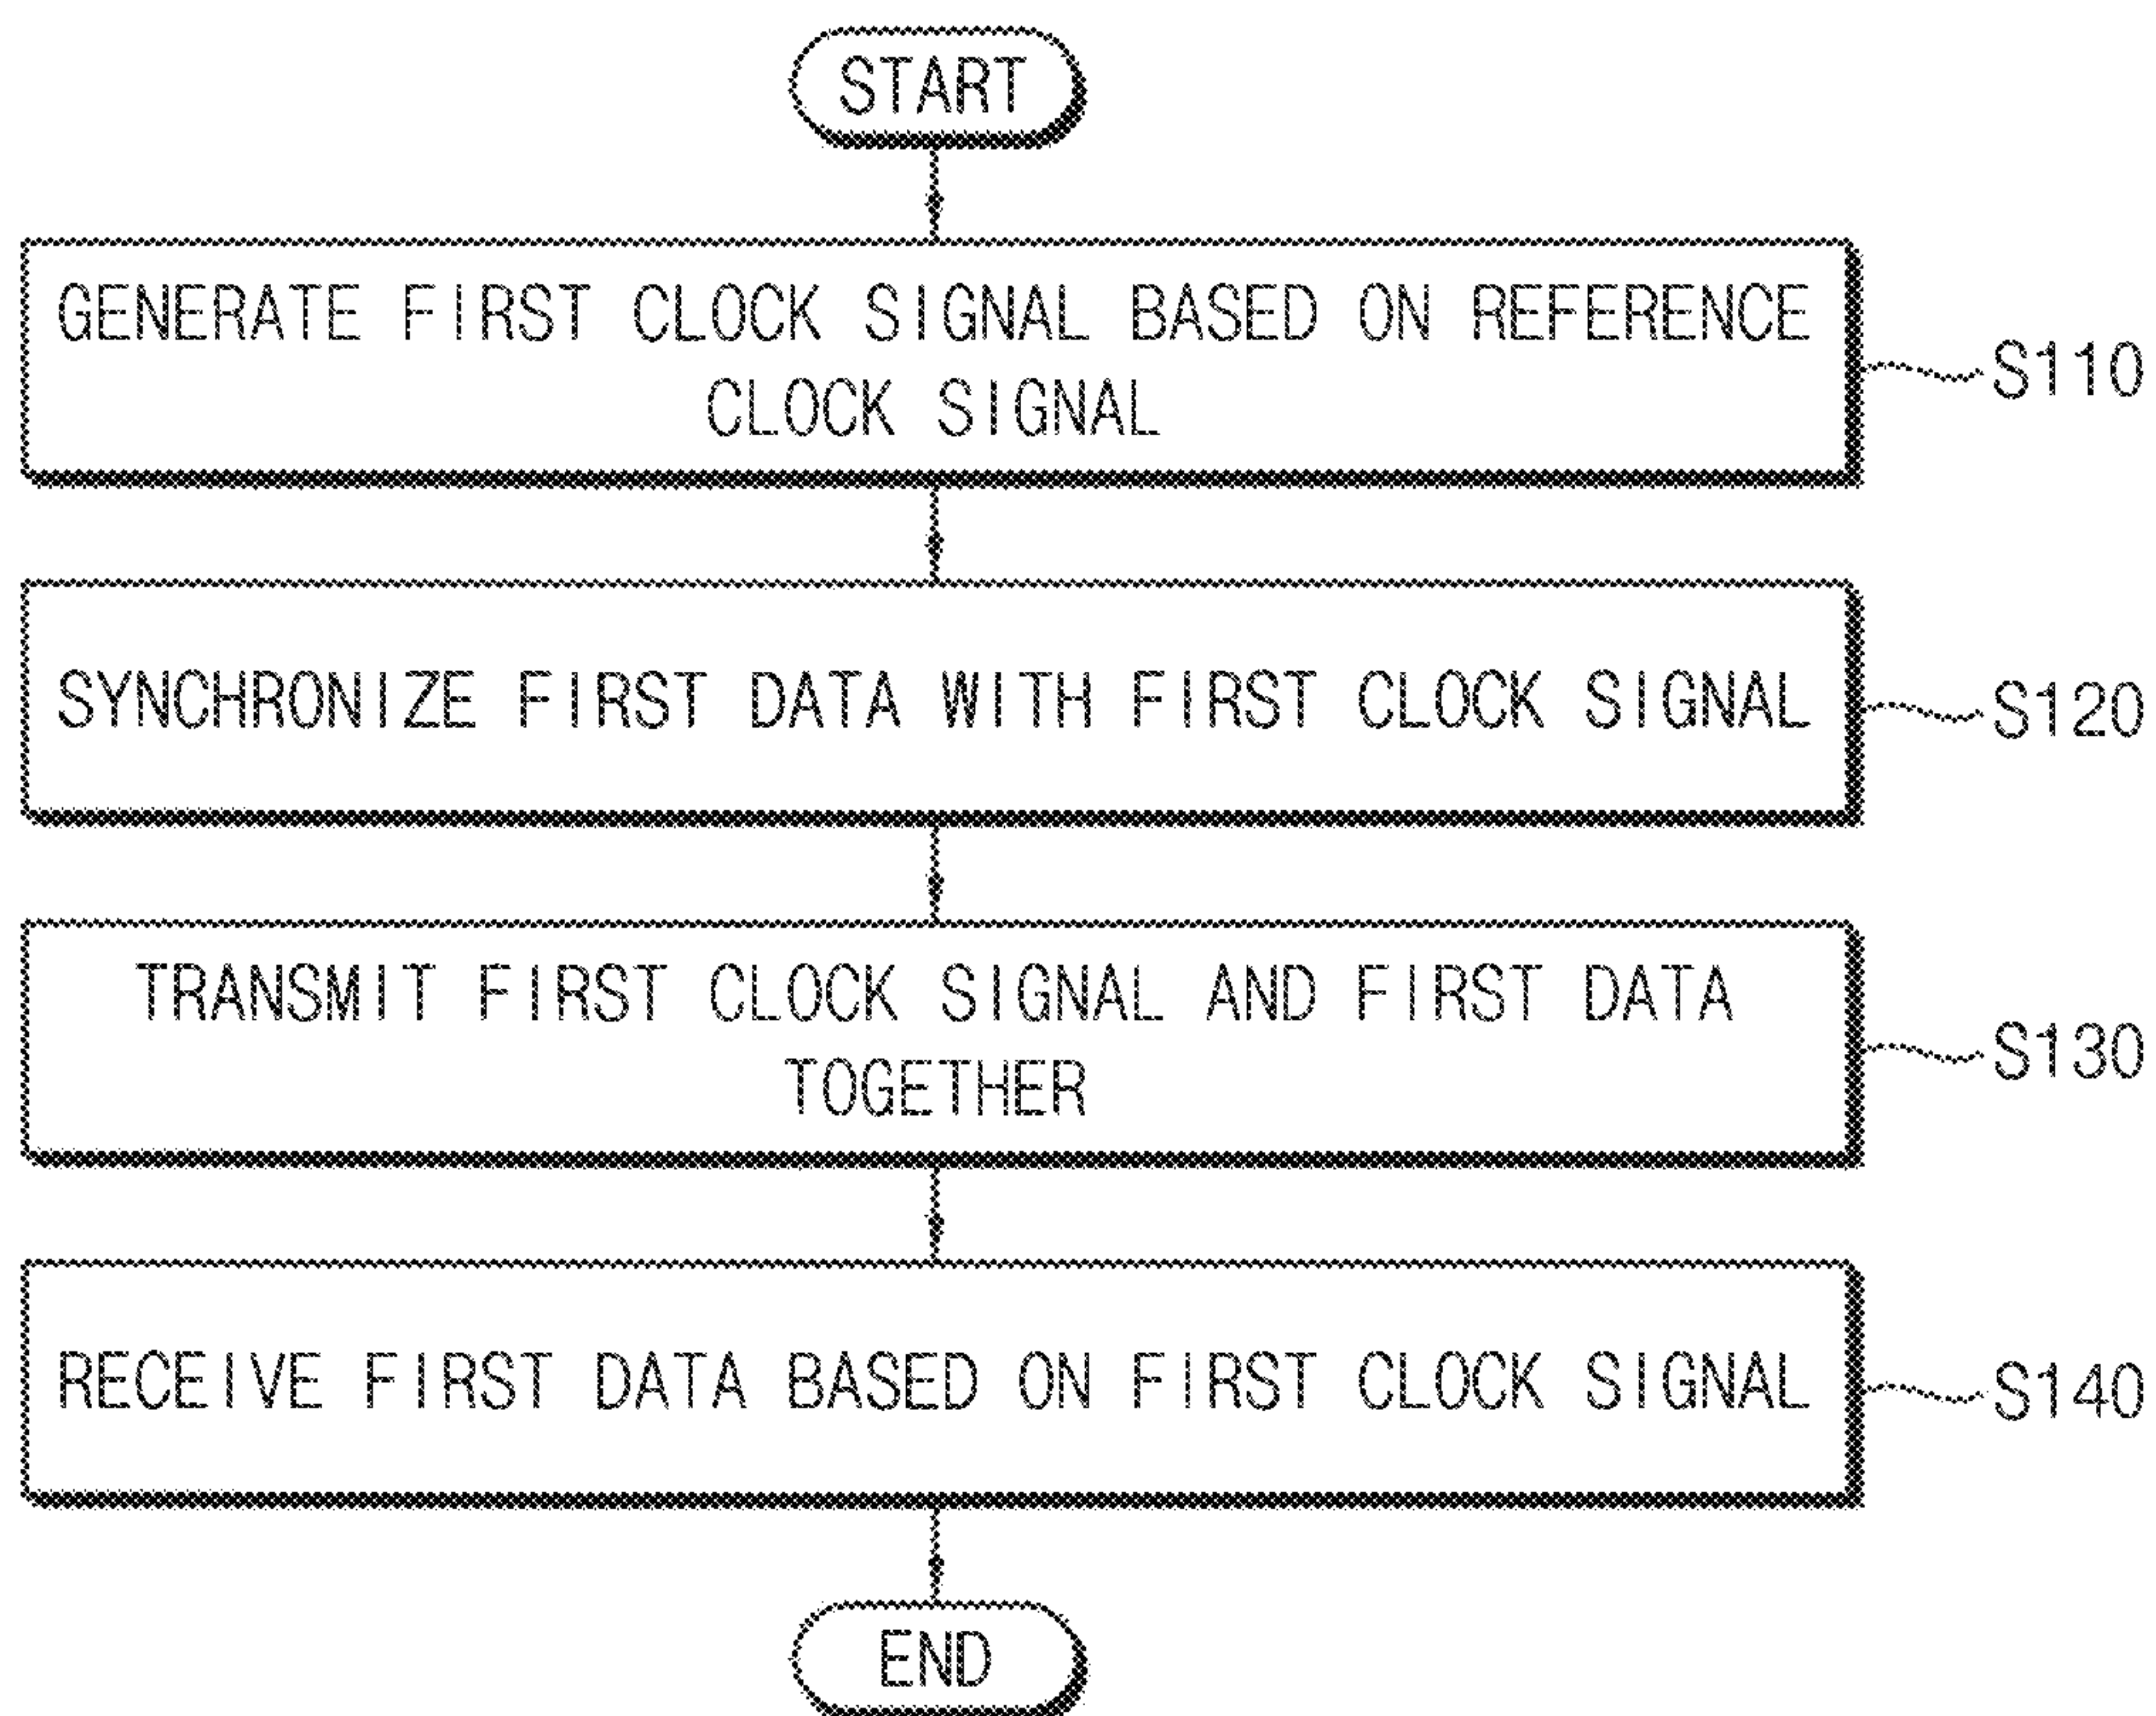 START
GENERATE FIRST CLOCK SIGNAL BASED ON REFERENCE
CLOCK SIGNAL
S110
SYNCHRONIZE FIRST DATA WITH FIRST CLOCK SIGNAL
S120
TRANSMIT FIRST CLOCK SIGNAL AND FIRST DATA
TOGETHER
S130
RECEIVE FIRST DATA BASED ON FIRST CLOCK SIGNAL
S140
END